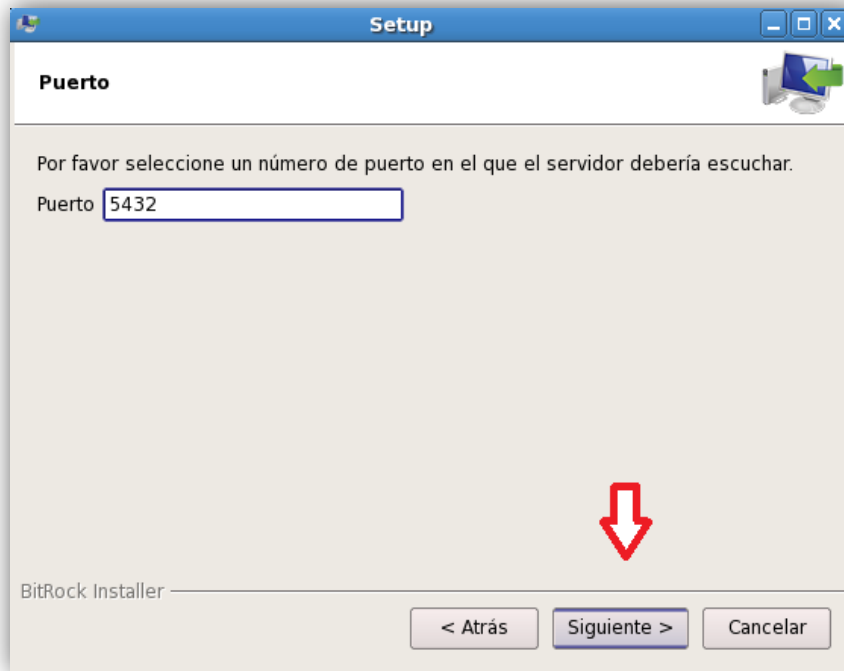 Setup
Puerto
Por favor seleccione un número de puerto en el que el servidor debería escuchar.
Puerto 5432
BitRock Installer
< Atrás Siguiente > Cancelar